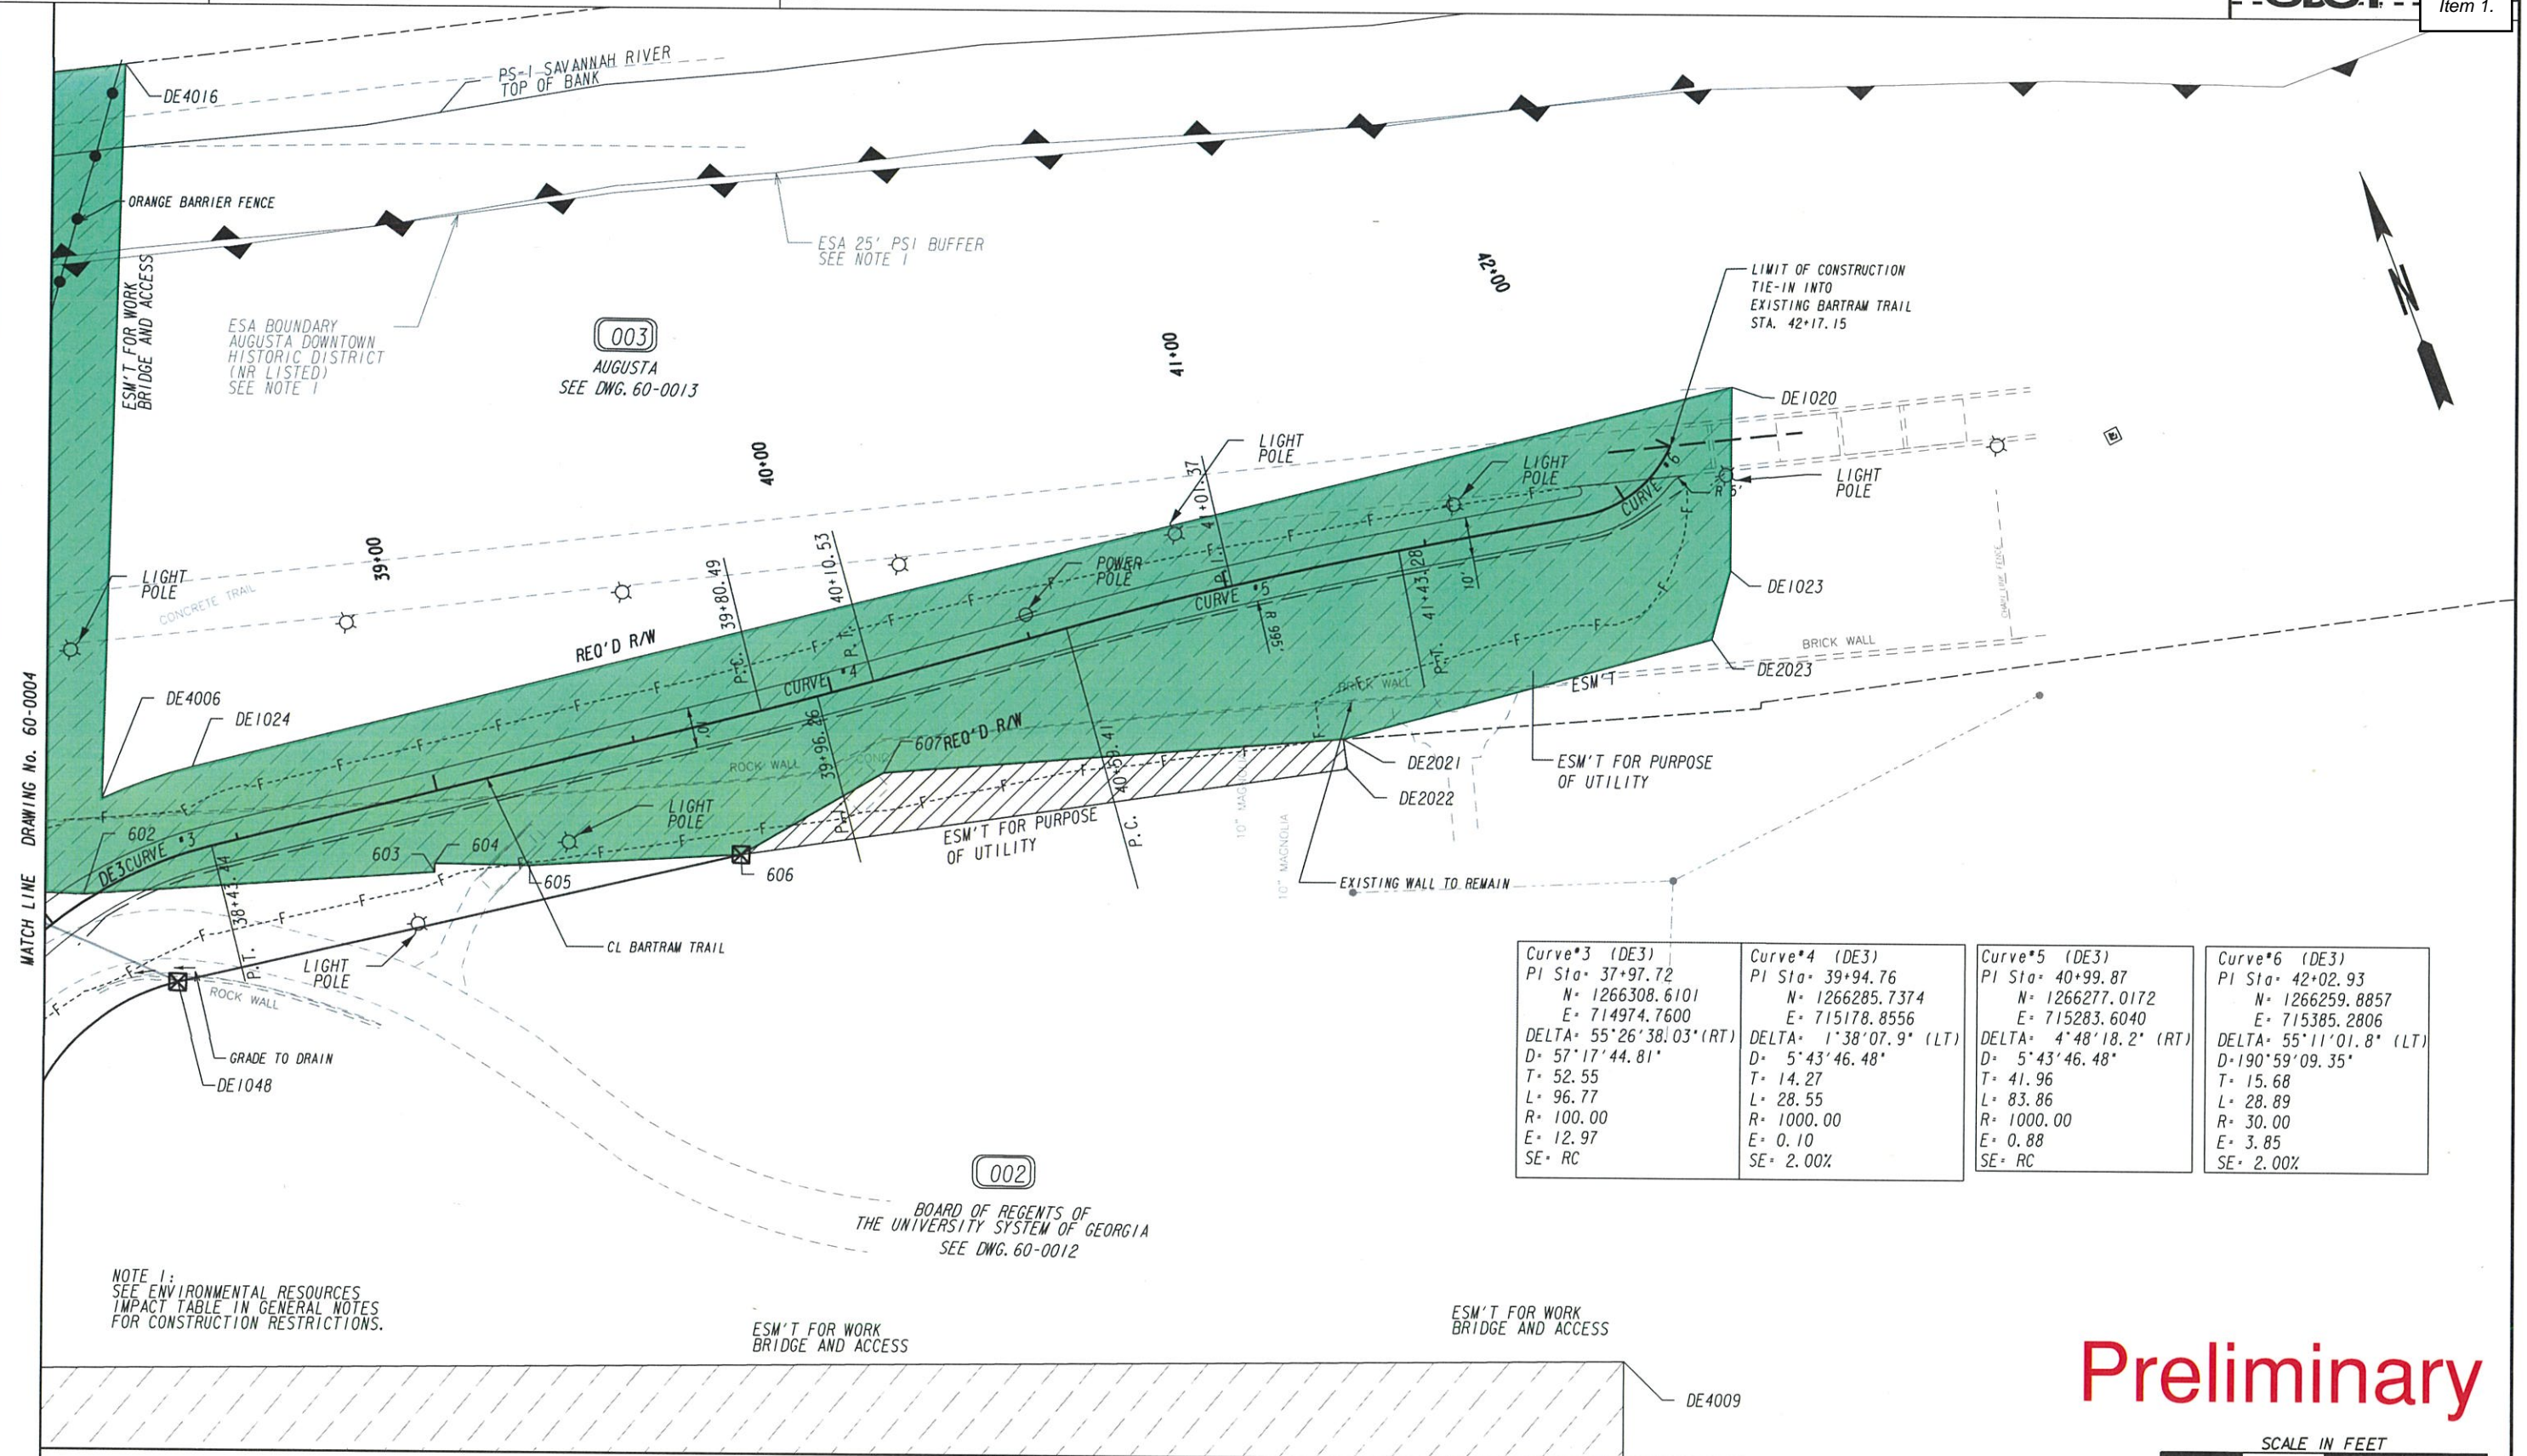 Item 1.
PS-1 SAVANNAH RIVER
TOP OF BANK
DE4016
ORANGE BARRIER FENCE
ESM'T FOR WORK
BRIDGE AND ACCESS
ESA 25' PS1 BUFFER
SEE NOTE 1
ESA BOUNDARY
AUGUSTA DOWNTOWN
HISTORIC DISTRICT
(NR LISTED)
SEE NOTE 1
003
AUGUSTA
SEE DWG. 60-0013
42+00
41+00
40+00
39+00
LIMIT OF CONSTRUCTION
TIE-IN INTO
EXISTING BARTRAM TRAIL
STA. 42+17.15
N
DE1020
LIGHT
POLE
LIGHT
POLE
LIGHT
POLE
LIGHT
POLE
CONCRETE TRAIL
REQ'D R/W
39+80.49
P.C.
40+10.53
P.T.
41+01.37
P.I.
POWER
POLE
CURVE #6
R 5'
CURVE #5
R 995'
41+43.28
P.T.
10'
DE1023
BRICK WALL
CHAIN LINK FENCE
DE2023
BRICK WALL
ESM'T
MATCH LINE DRAWING No. 60-0004
DE4006
DE1024
CURVE #4
10'
39+96.26
P.I.
607
REQ'D R/W
ROCK WALL
COND
P.C.
DE2021
DE2022
ESM'T FOR PURPOSE
OF UTILITY
ESM'T FOR PURPOSE
OF UTILITY
10" MAGNOLIA
10" MAGNOLIA
EXISTING WALL TO REMAIN
602
DE3
CURVE #3
603
604
605
606
LIGHT
POLE
38+43.44
P.T.
CL BARTRAM TRAIL
LIGHT
POLE
ROCK WALL
GRADE TO DRAIN
DE1048
Curve#3 (DE3)
PI Sta= 37+97.72
N= 1266308.6101
E= 714974.7600
DELTA= 55°26'38.03" (RT)
D= 57°17'44.81"
T= 52.55
L= 96.77
R= 100.00
E= 12.97
SE= RC
Curve#4 (DE3)
PI Sta= 39+94.76
N= 1266285.7374
E= 715178.8556
DELTA= 1°38'07.9" (LT)
D= 5°43'46.48"
T= 14.27
L= 28.55
R= 1000.00
E= 0.10
SE= 2.00%
Curve#5 (DE3)
PI Sta= 40+99.87
N= 1266277.0172
E= 715283.6040
DELTA= 4°48'18.2" (RT)
D= 5°43'46.48"
T= 41.96
L= 83.86
R= 1000.00
E= 0.88
SE= RC
Curve#6 (DE3)
PI Sta= 42+02.93
N= 1266259.8857
E= 715385.2806
DELTA= 55°11'01.8" (LT)
D=190°59'09.35"
T= 15.68
L= 28.89
R= 30.00
E= 3.85
SE= 2.00%
002
BOARD OF REGENTS OF
THE UNIVERSITY SYSTEM OF GEORGIA
SEE DWG. 60-0012
NOTE 1:
SEE ENVIRONMENTAL RESOURCES
IMPACT TABLE IN GENERAL NOTES
FOR CONSTRUCTION RESTRICTIONS.
ESM'T FOR WORK
BRIDGE AND ACCESS
ESM'T FOR WORK
BRIDGE AND ACCESS
DE4009
Preliminary
SCALE IN FEET